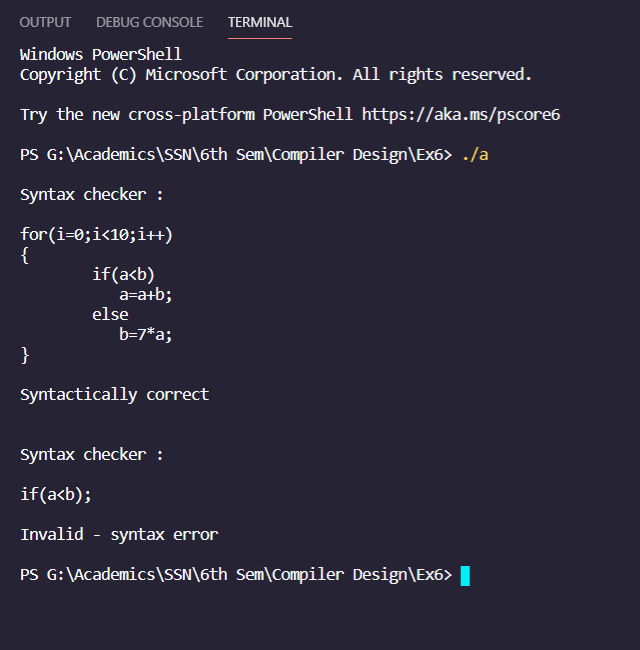 OUTPUT DEBUG CONSOLE TERMINAL
Windows PowerShell
Copyright (C) Microsoft Corporation. All rights reserved.
Try the new cross-platform PowerShell https://aka.ms/pscore6
PS G:\Academics\SSN\6th Sem\Compiler Design\Ex6> ./a
Syntax checker :
for(i=0;i<10;i++)
{
        if(a<b)
           a=a+b;
        else
           b=7*a;
}
Syntactically correct
Syntax checker :
if(a<b);
Invalid - syntax error
PS G:\Academics\SSN\6th Sem\Compiler Design\Ex6>